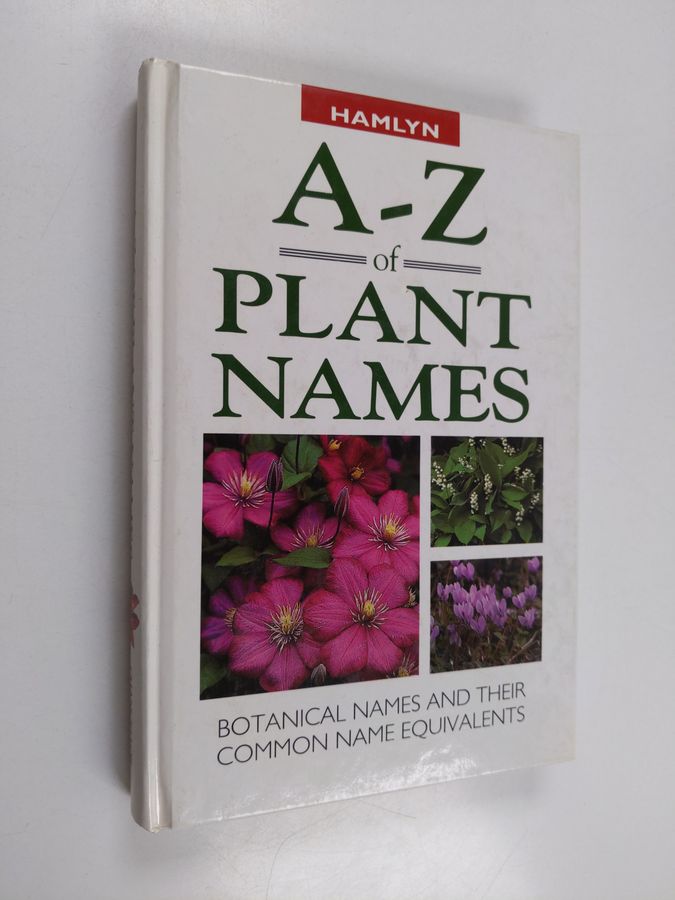 HAMLYN
A-Z
of
PLANT
NAMES
BOTANICAL NAMES AND THEIR
COMMON NAME EQUIVALENTS